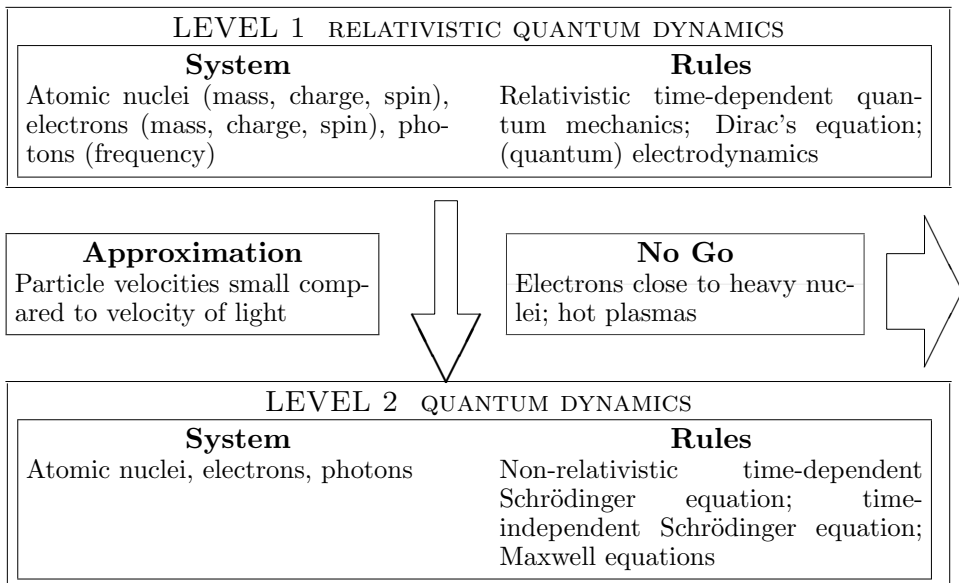 LEVEL 1 RELATIVISTIC QUANTUM DYNAMICS
System
Atomic nuclei (mass, charge, spin),
electrons (mass, charge, spin), pho-
tons (frequency)
Rules
Relativistic time-dependent quan-
tum mechanics; Dirac's equation;
(quantum) electrodynamics
Approximation
Particle velocities small comp-
ared to velocity of light
No Go
Electrons close to heavy nuc-
lei; hot plasmas
LEVEL 2 QUANTUM DYNAMICS
System
Atomic nuclei, electrons, photons
Rules
Non-relativistic time-dependent
Schrödinger equation; time-
independent Schrödinger equation;
Maxwell equations